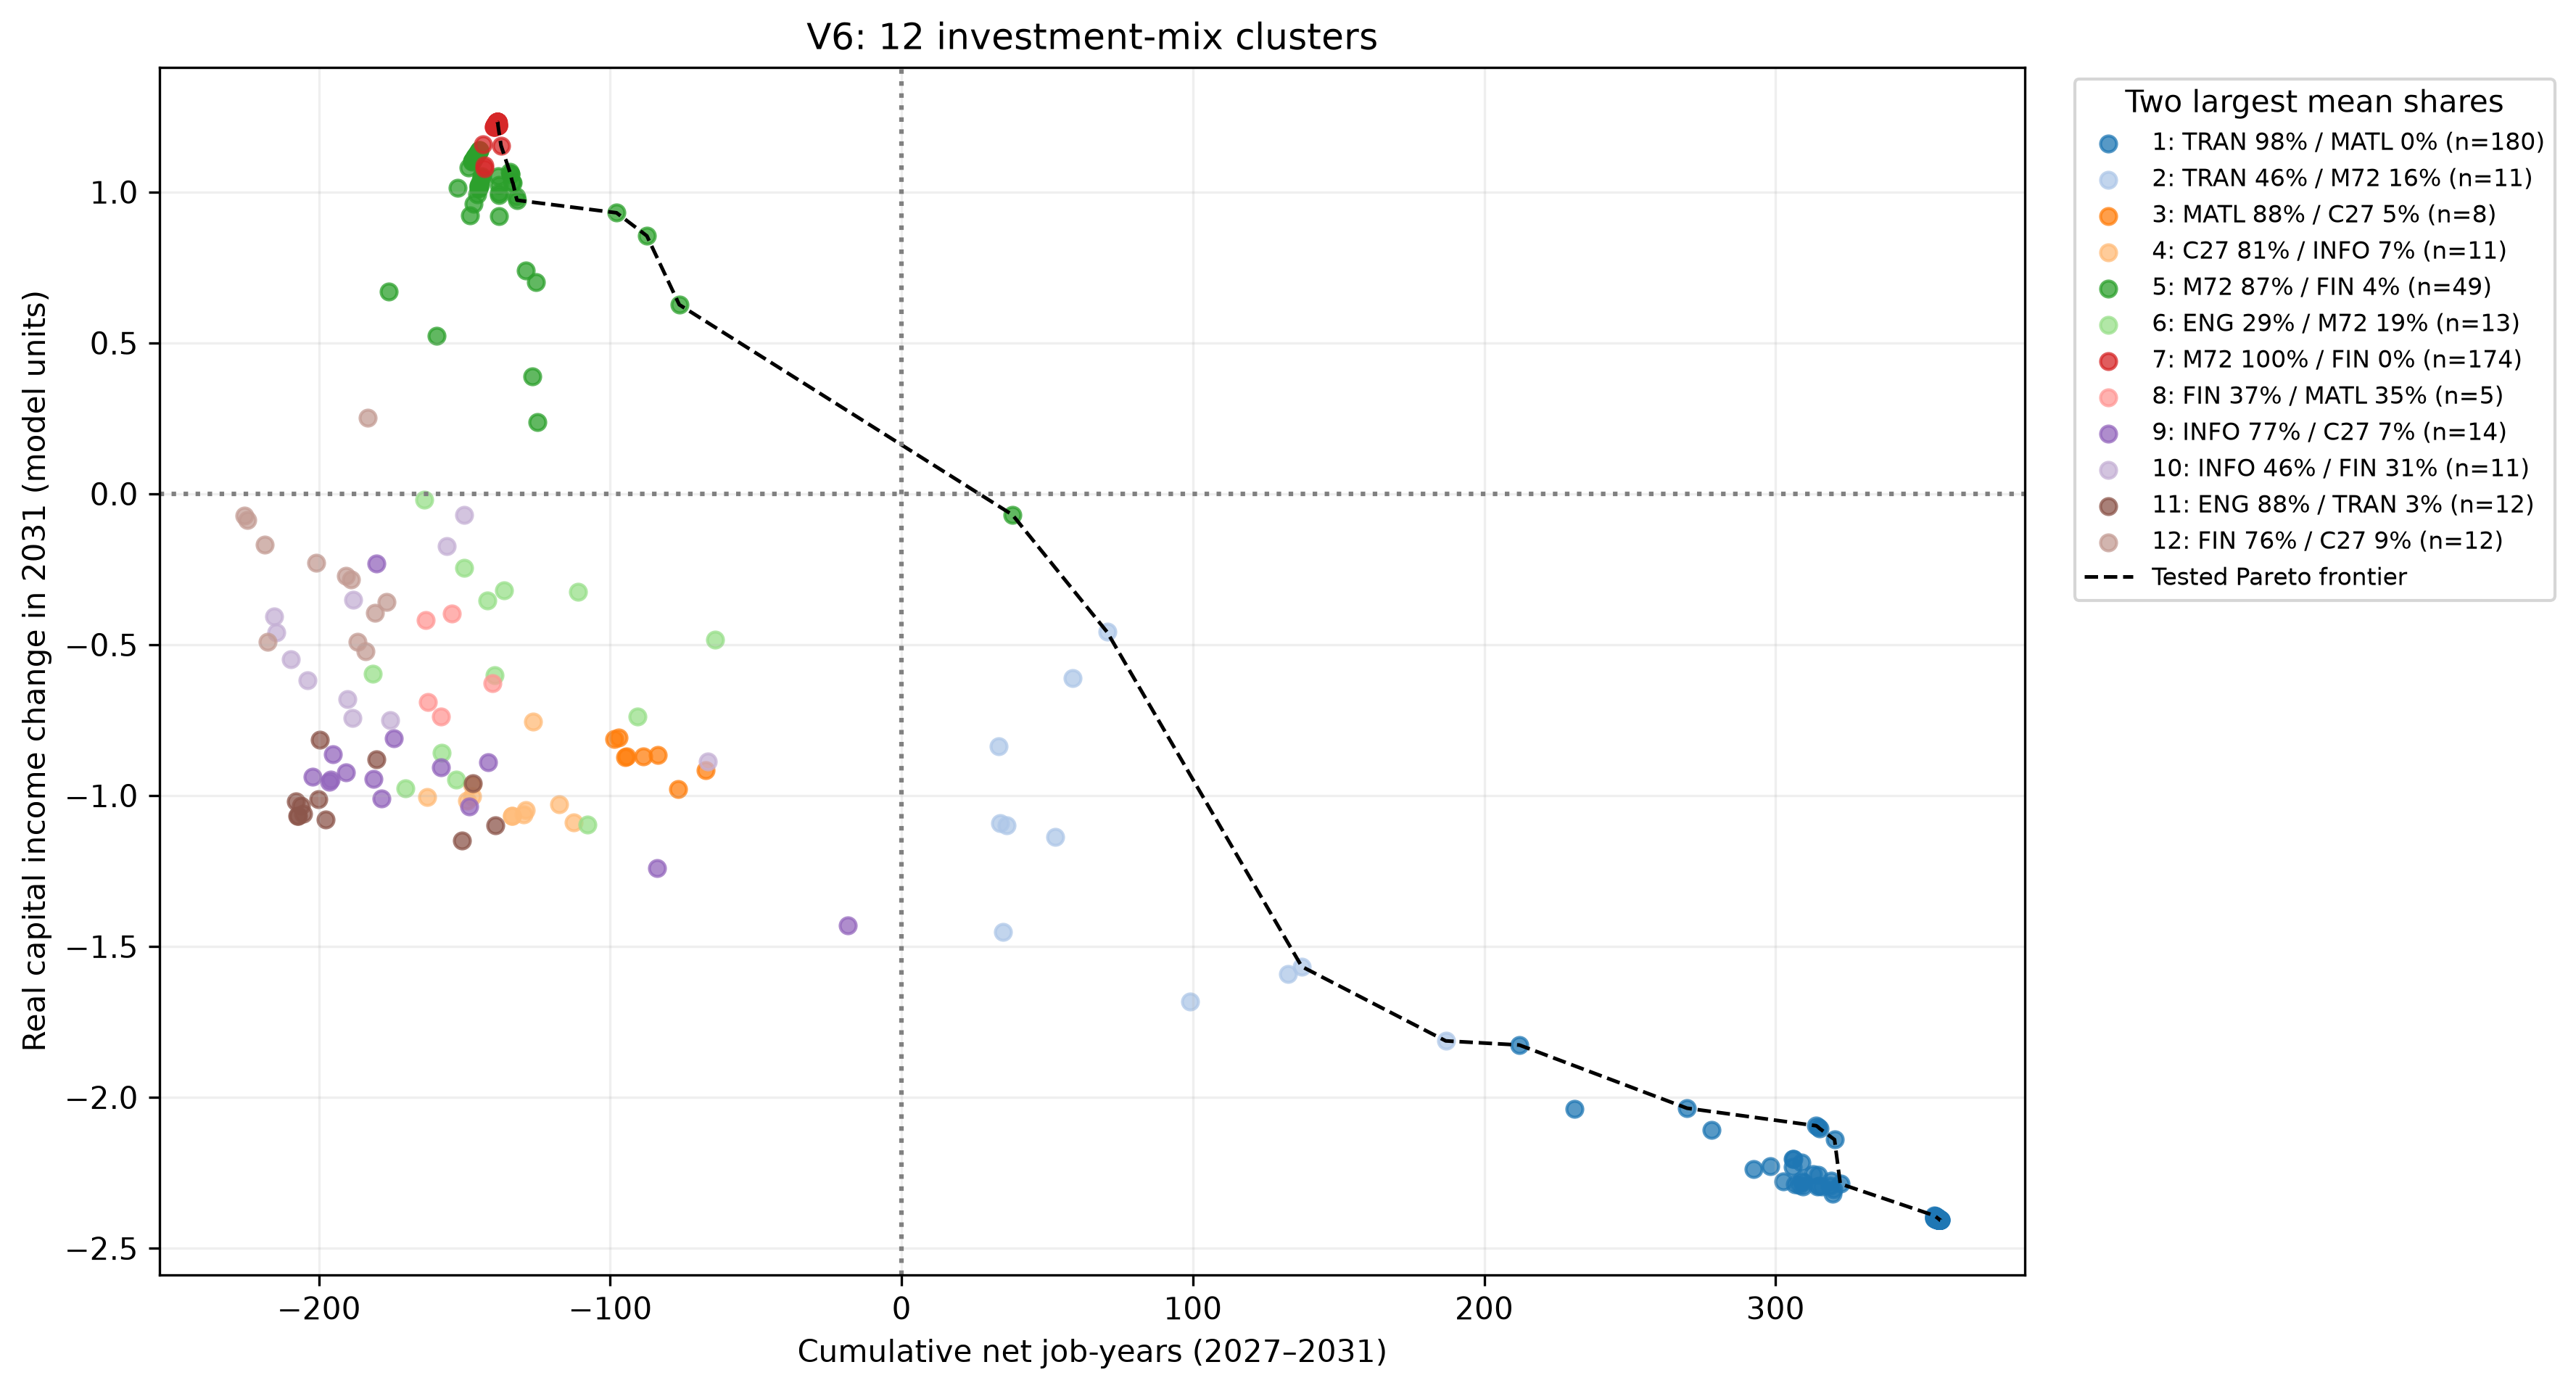 V6: 12 investment-mix clusters
Real capital income change in 2031 (model units)
1.0
0.5
0.0
−0.5
−1.0
−1.5
−2.0
−2.5
−200
−100
0
100
200
300
Cumulative net job-years (2027–2031)
Two largest mean shares
1: TRAN 98% / MATL 0% (n=180)
2: TRAN 46% / M72 16% (n=11)
3: MATL 88% / C27 5% (n=8)
4: C27 81% / INFO 7% (n=11)
5: M72 87% / FIN 4% (n=49)
6: ENG 29% / M72 19% (n=13)
7: M72 100% / FIN 0% (n=174)
8: FIN 37% / MATL 35% (n=5)
9: INFO 77% / C27 7% (n=14)
10: INFO 46% / FIN 31% (n=11)
11: ENG 88% / TRAN 3% (n=12)
12: FIN 76% / C27 9% (n=12)
Tested Pareto frontier